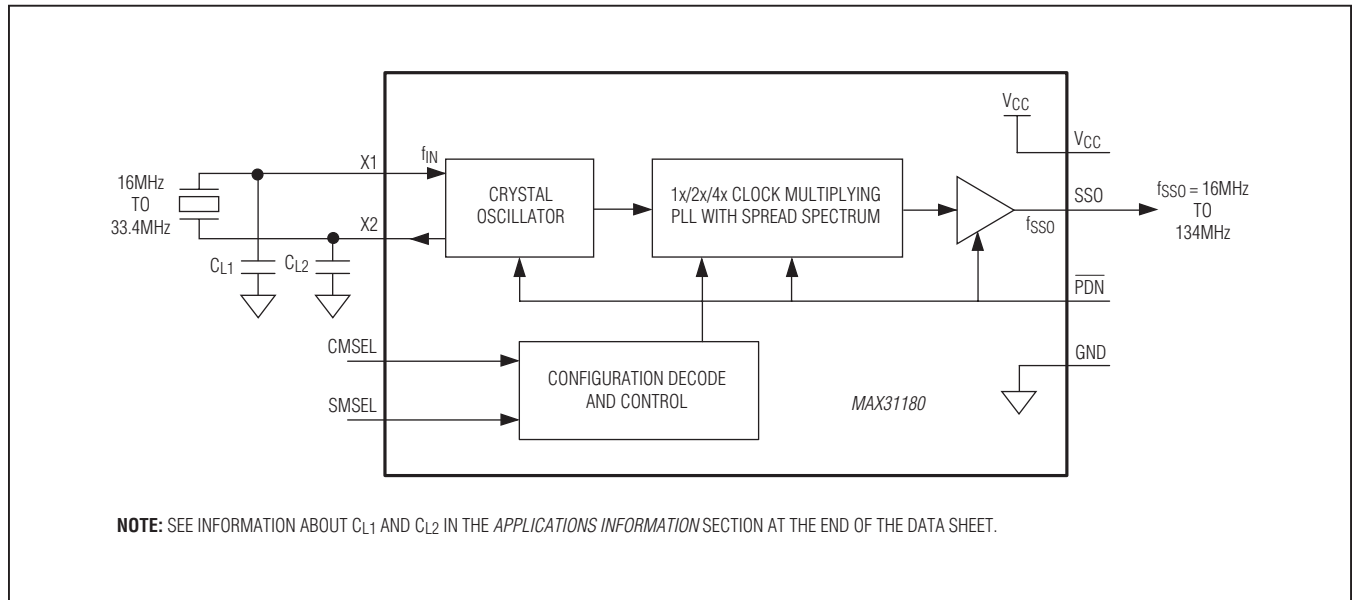 VCC
VCC
X1
fIN
16MHz
TO
33.4MHz
CRYSTAL
OSCILLATOR
1x/2x/4x CLOCK MULTIPLYING
PLL WITH SPREAD SPECTRUM
SSO
fSSO
fSSO = 16MHz
TO
134MHz
X2
CL1
CL2
PDN
CMSEL
SMSEL
CONFIGURATION DECODE
AND CONTROL
MAX31180
GND
NOTE: SEE INFORMATION ABOUT CL1 AND CL2 IN THE APPLICATIONS INFORMATION SECTION AT THE END OF THE DATA SHEET.